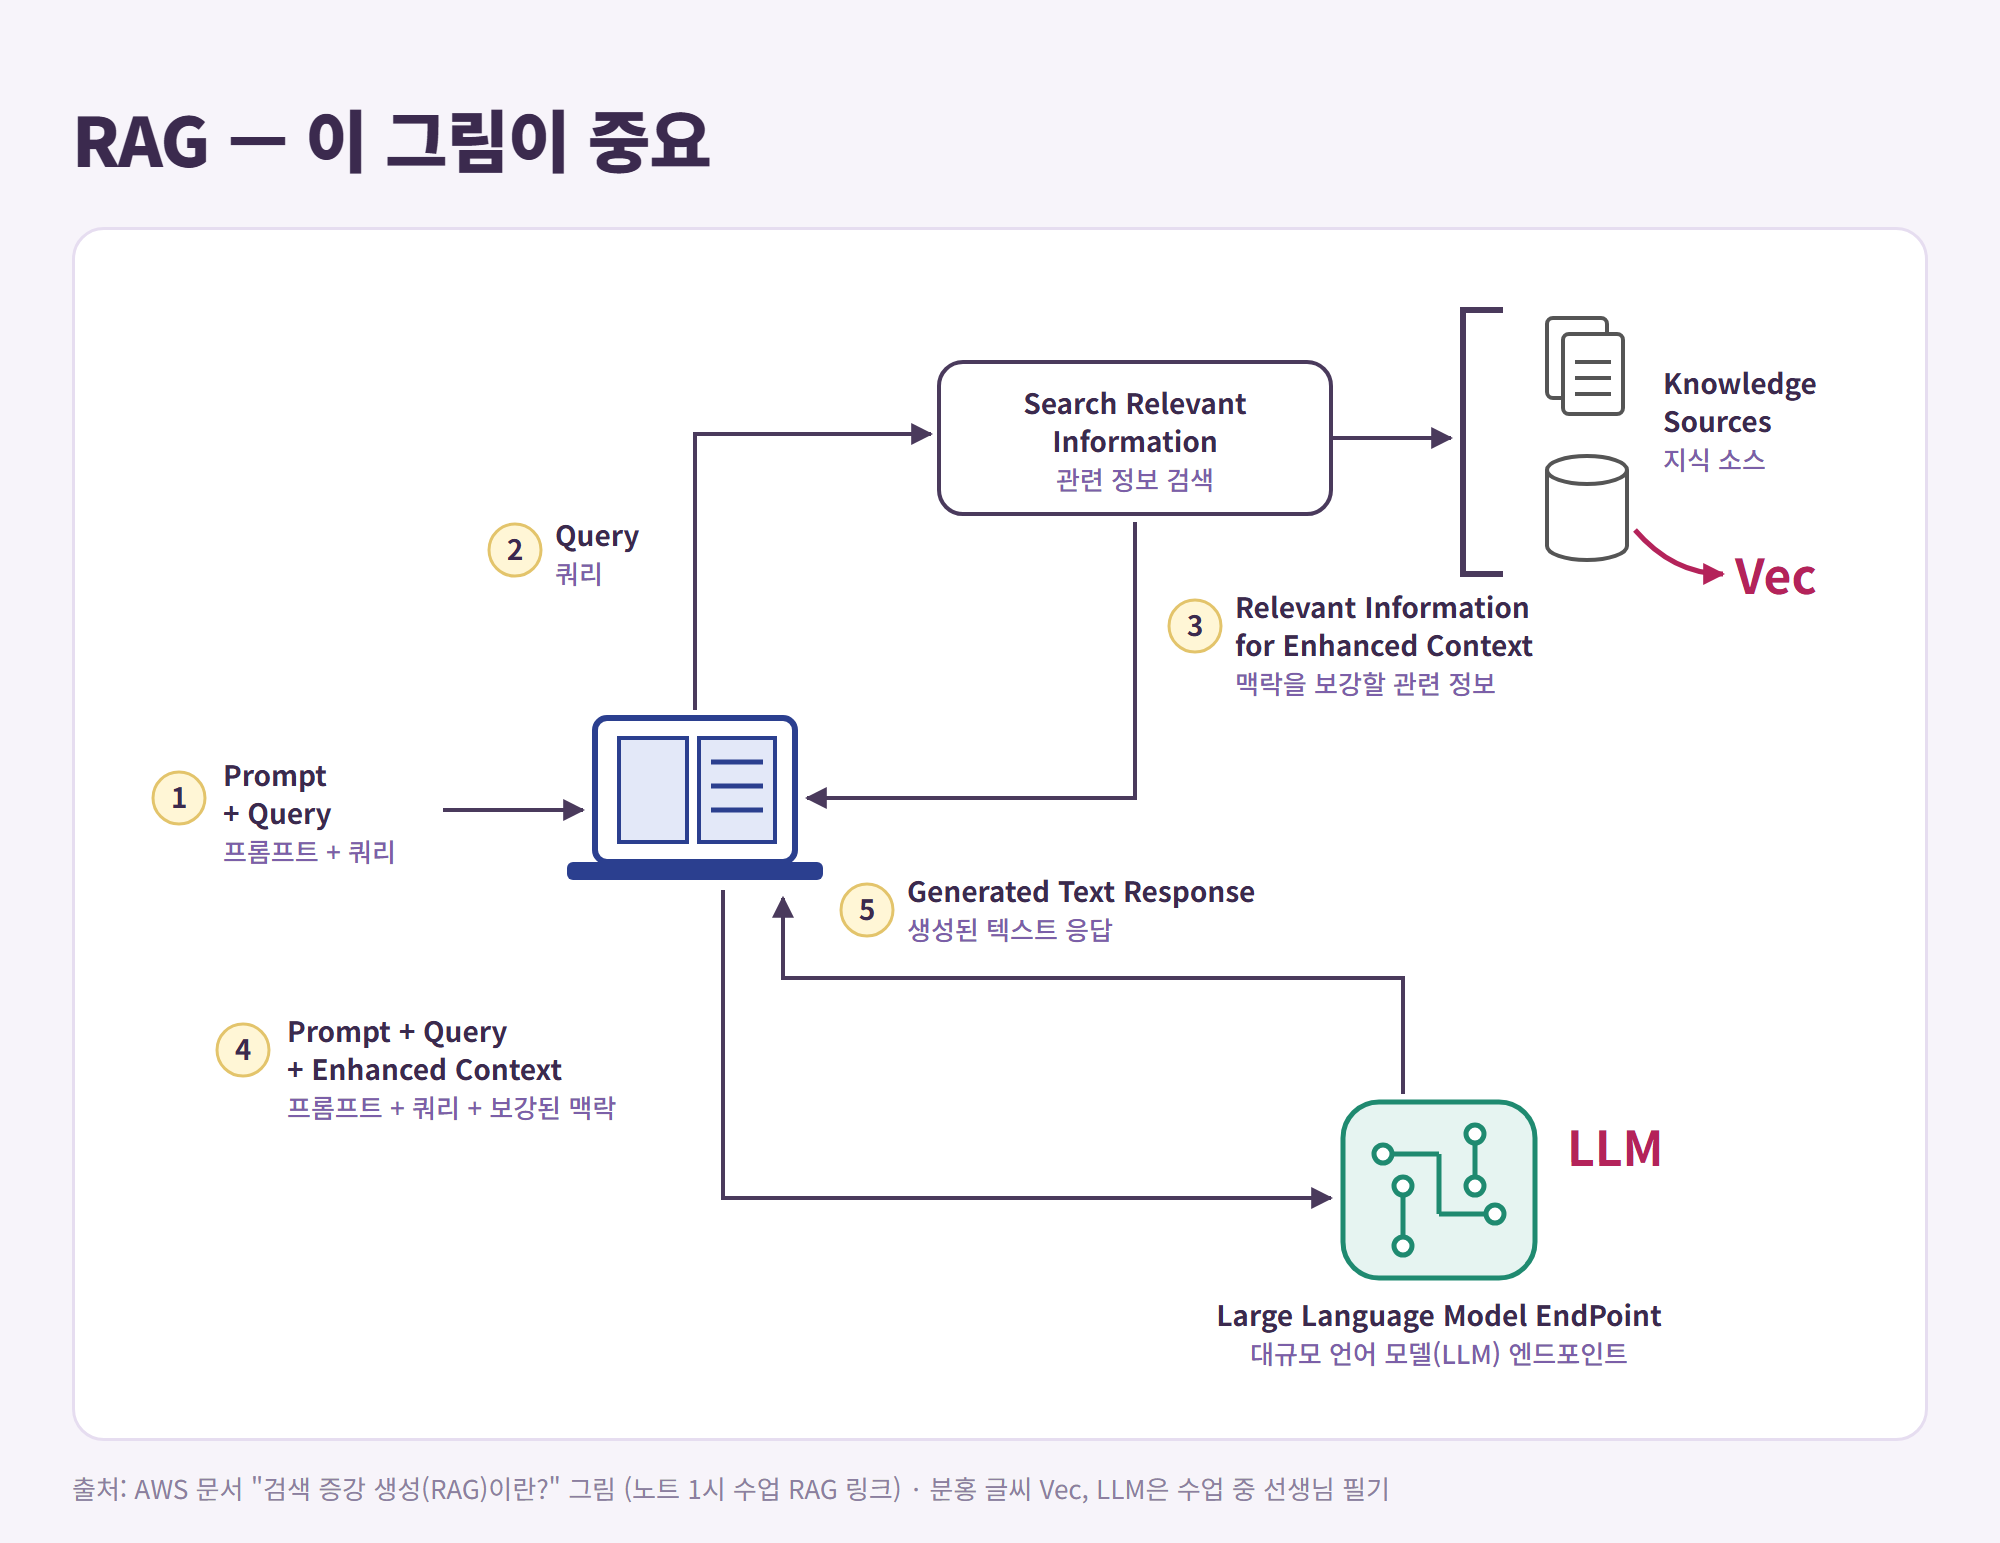 RAG — 이 그림이 중요
Search Relevant
Information
관련 정보 검색
Knowledge
Sources
지식 소스
Vec
2
Query
쿼리
3
Relevant Information
for Enhanced Context
맥락을 보강할 관련 정보
1
Prompt
+ Query
프롬프트 + 쿼리
5
Generated Text Response
생성된 텍스트 응답
4
Prompt + Query
+ Enhanced Context
프롬프트 + 쿼리 + 보강된 맥락
LLM
Large Language Model EndPoint
대규모 언어 모델(LLM) 엔드포인트
출처: AWS 문서 "검색 증강 생성(RAG)이란?" 그림 (노트 1시 수업 RAG 링크) · 분홍 글씨 Vec, LLM은 수업 중 선생님 필기